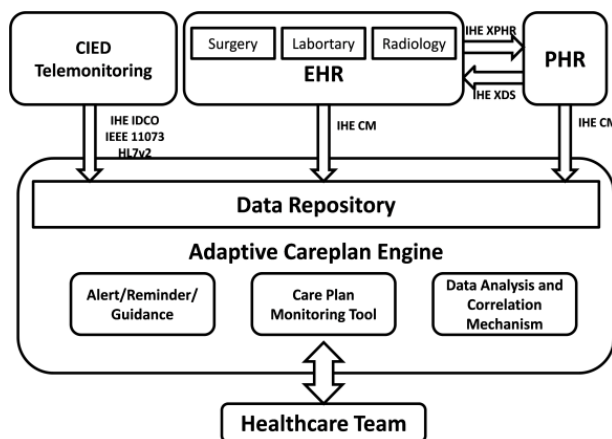 CIED
Telemonitoring
Surgery
Labortary
Radiology
EHR
IHE XPHR
IHE XDS
PHR
IHE IDCO
IEEE 11073
HL7v2
IHE CM
IHE CM
Data Repository
Adaptive Careplan Engine
Alert/Reminder/
Guidance
Care Plan
Monitoring Tool
Data Analysis and
Correlation
Mechanism
Healthcare Team